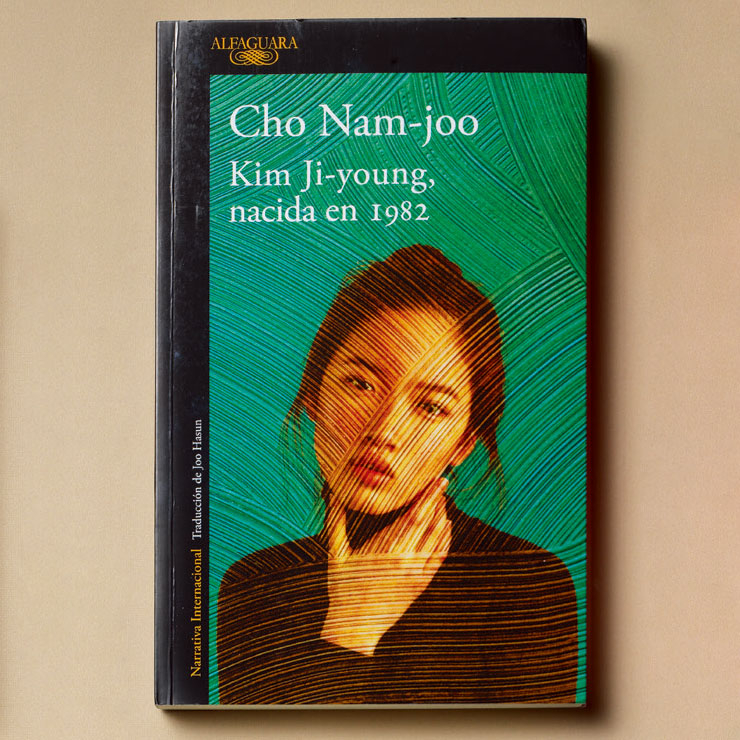 ALFAGUARA
Cho Nam-joo
Kim Ji-young,
nacida en 1982
Narrativa Internacional Traducción de Joo Hasun